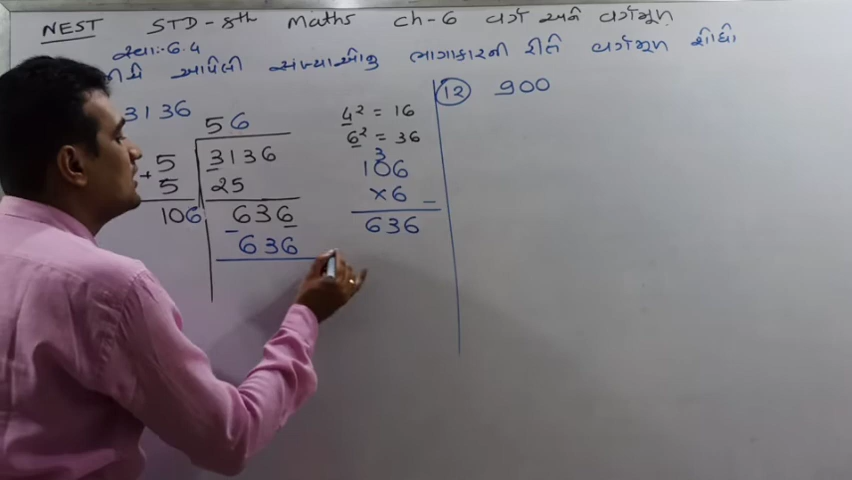 NEST STD - 8th Maths Ch-6 વર્ગ અને વર્ગમૂળ
સ્વા:-6.4
આપેલી સંખ્યાઓનું ભાગાકારની રીતે વર્ગમૂળ શોધો
3136
56
5 3136
+5 25
106 636
636
4² = 16
6² = 36
3
106
×6
636
12 900